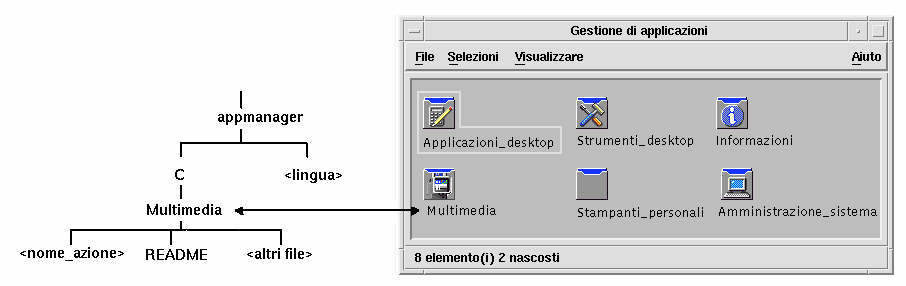 appmanager
C
<lingua>
Multimedia
<nome_azione>
README
<altri file>
Gestione di applicazioni
File Selezioni Visualizzare Aiuto
Applicazioni_desktop
Strumenti_desktop
Informazioni
Multimedia
Stampanti_personali
Amministrazione_sistema
8 elemento(i) 2 nascosti